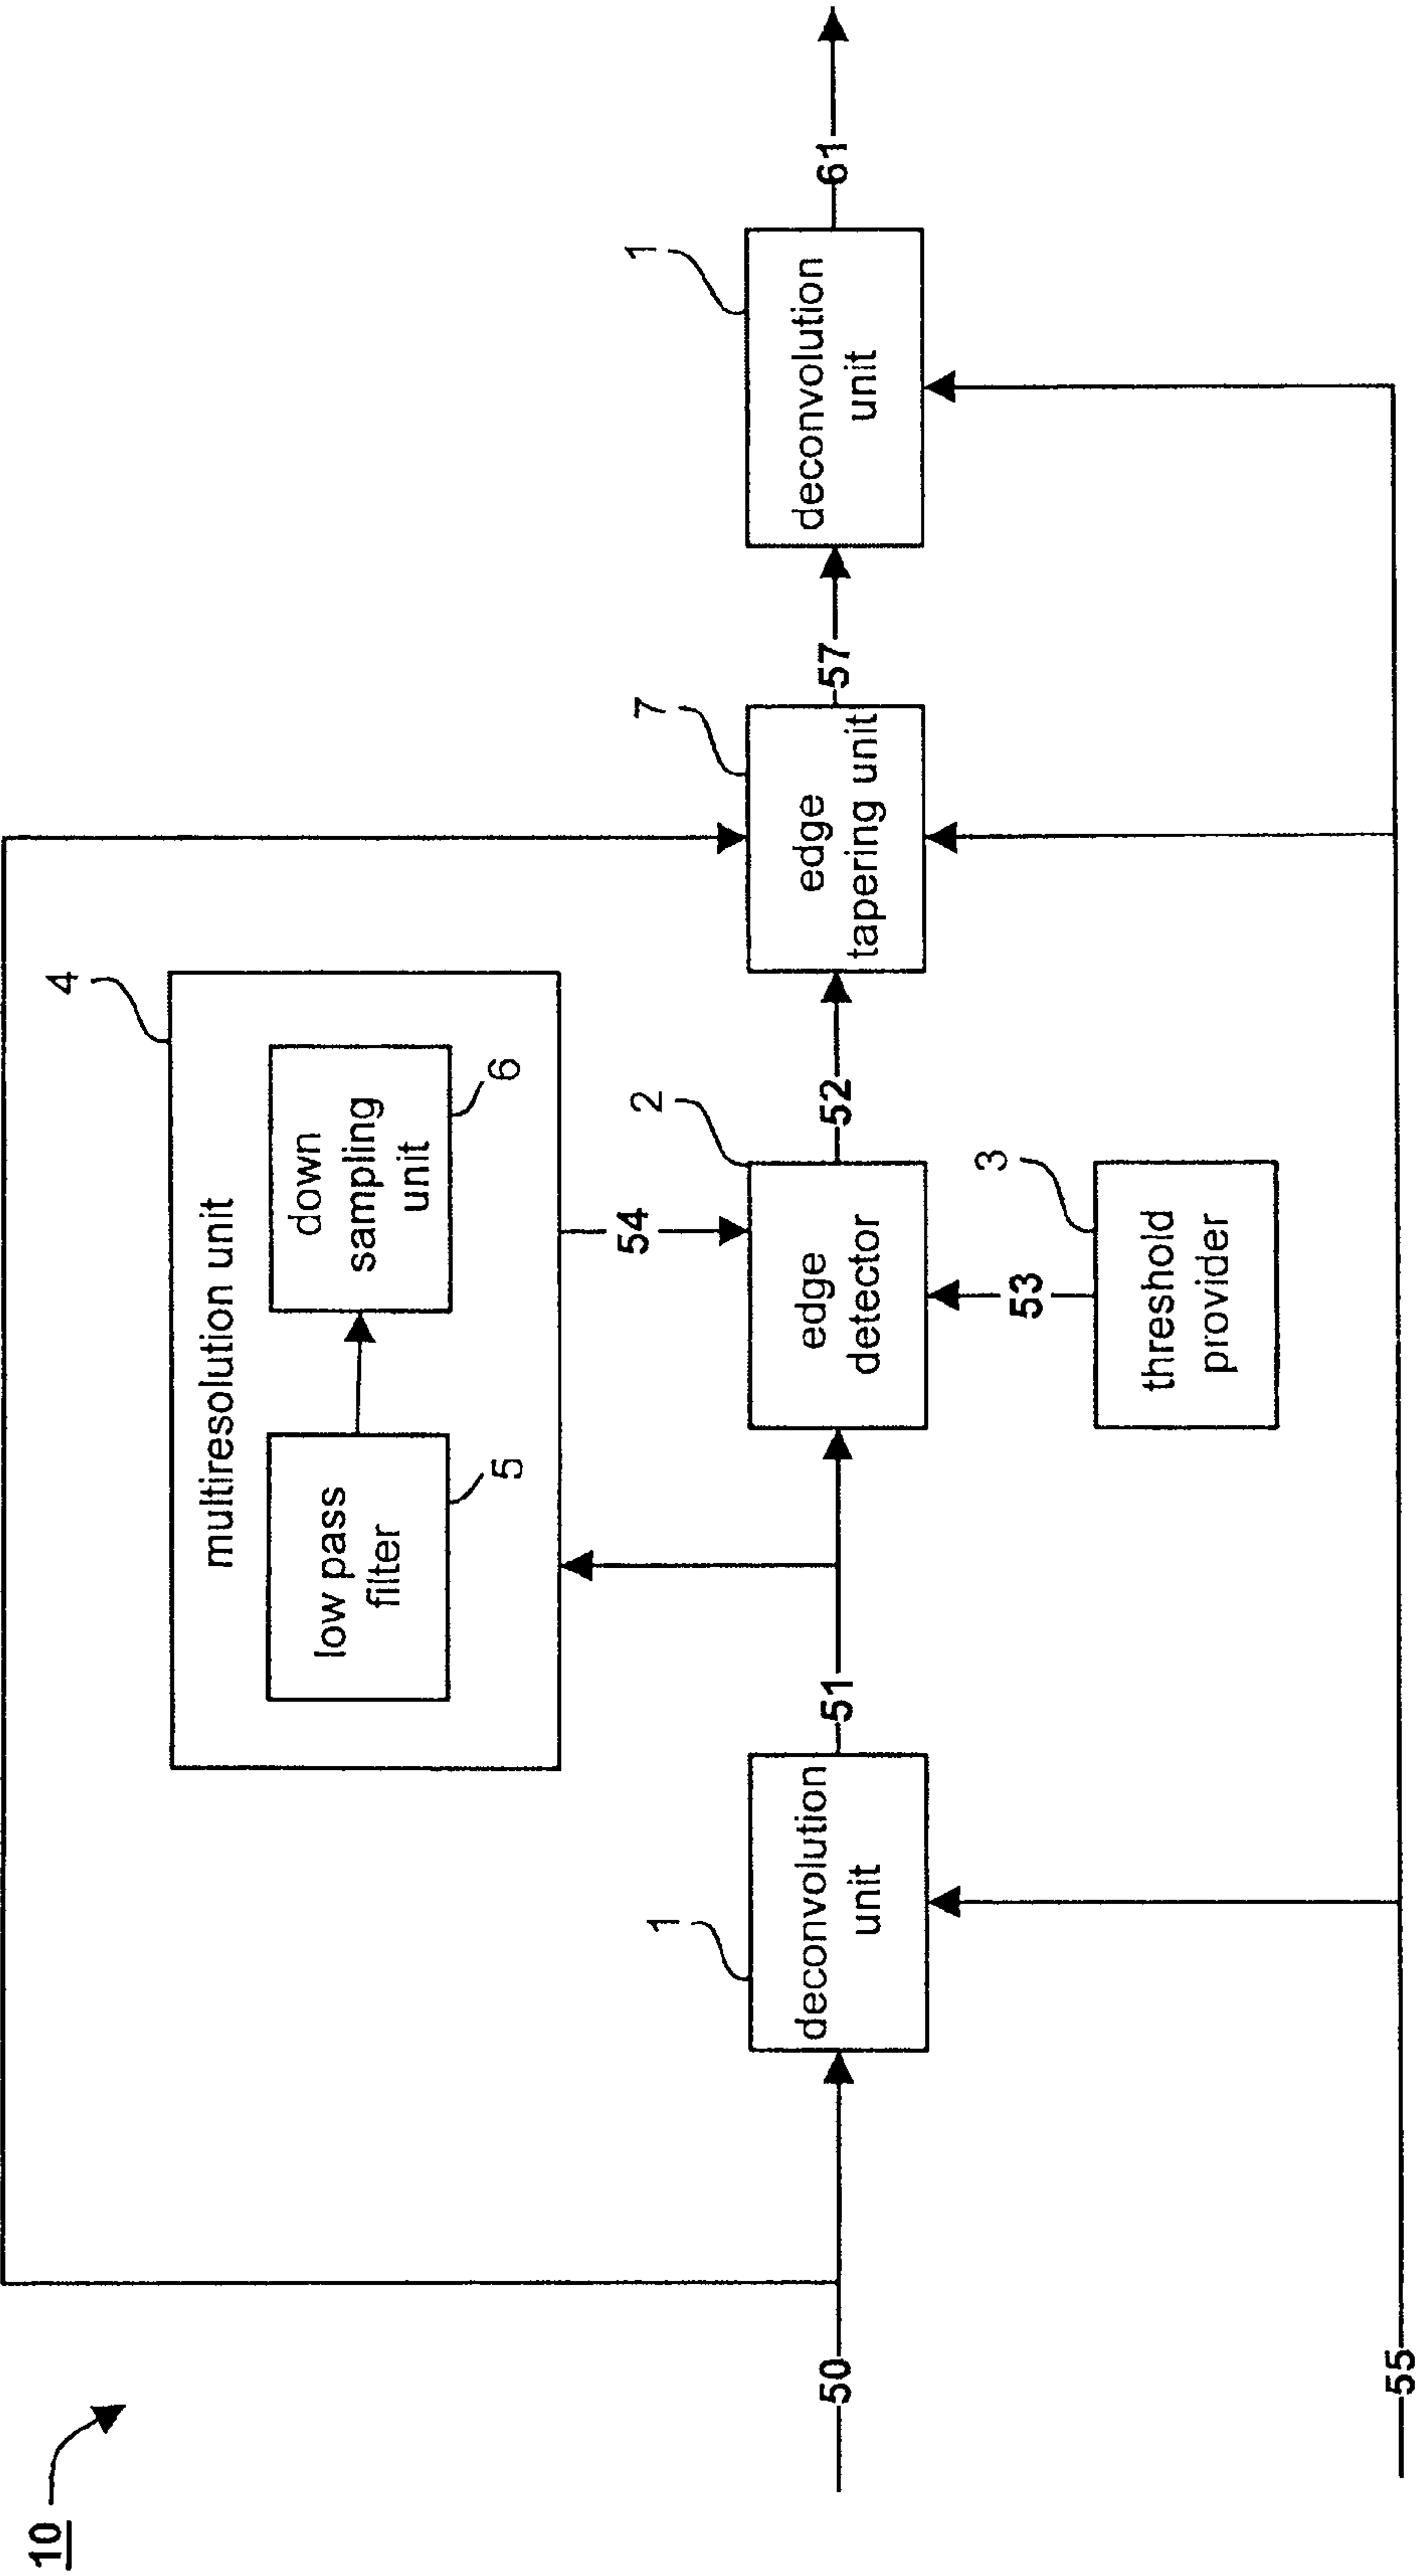 10
multiresolution unit
4
low pass
filter
5
down
sampling
unit
6
54
50
1
deconvolution
unit
51
2
edge
detector
52
7
edge
tapering unit
57
1
deconvolution
unit
61
53
3
threshold
provider
55